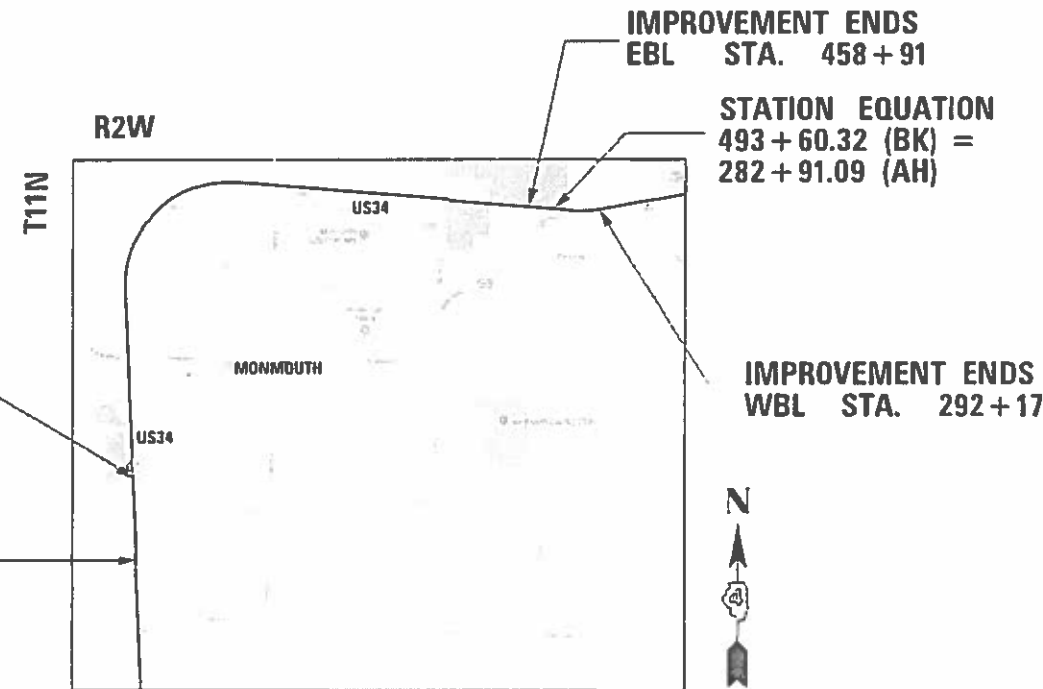 IMPROVEMENT ENDS
EBL STA. 458+91
STATION EQUATION
493+60.32 (BK) =
282+91.09 (AH)
R2W
T11N
US34
MONMOUTH
IMPROVEMENT ENDS
WBL STA. 292+17
US34
N